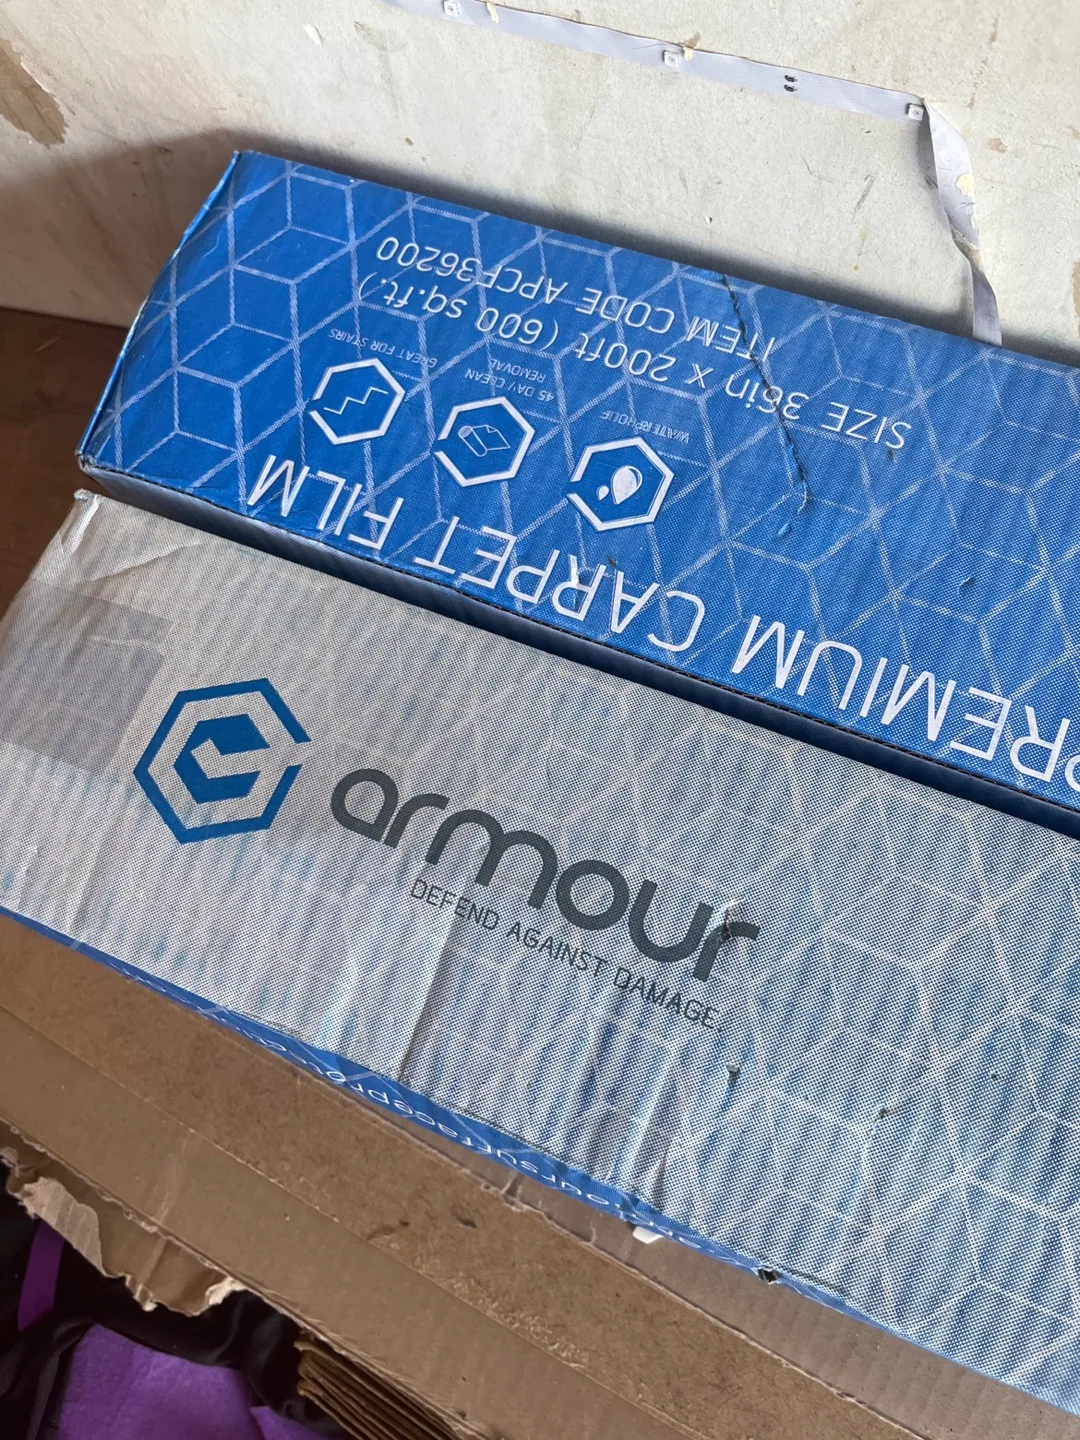 armour
DEFEND AGAINST DAMAGE.
PREMIUM CARPET FILM
WATERPROOF
45 DAY CLEAN
REMOVAL
GREAT FOR STAIRS
SIZE 36in x 200ft (600 sq.ft.)
ITEM CODE APCF36200